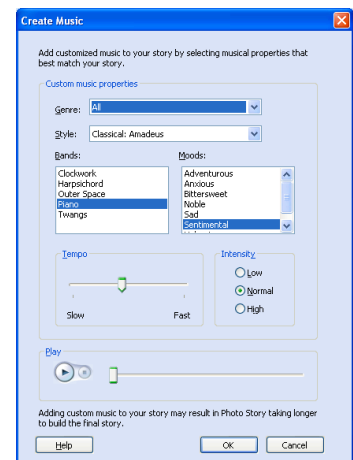 Create Music
Add customized music to your story by selecting musical properties that
best match your story.
Custom music properties
Genre: All
Style: Classical: Amadeus
Bands: Moods:
Clockwork Adventurous
Harpsichord Anxious
Outer Space Bittersweet
Piano Noble
Twangs Sad
Sentimental
Tempo Intensity
Low
Normal
High
Slow Fast
Play
Adding custom music to your story may result in Photo Story taking longer
to build the final story.
Help OK Cancel